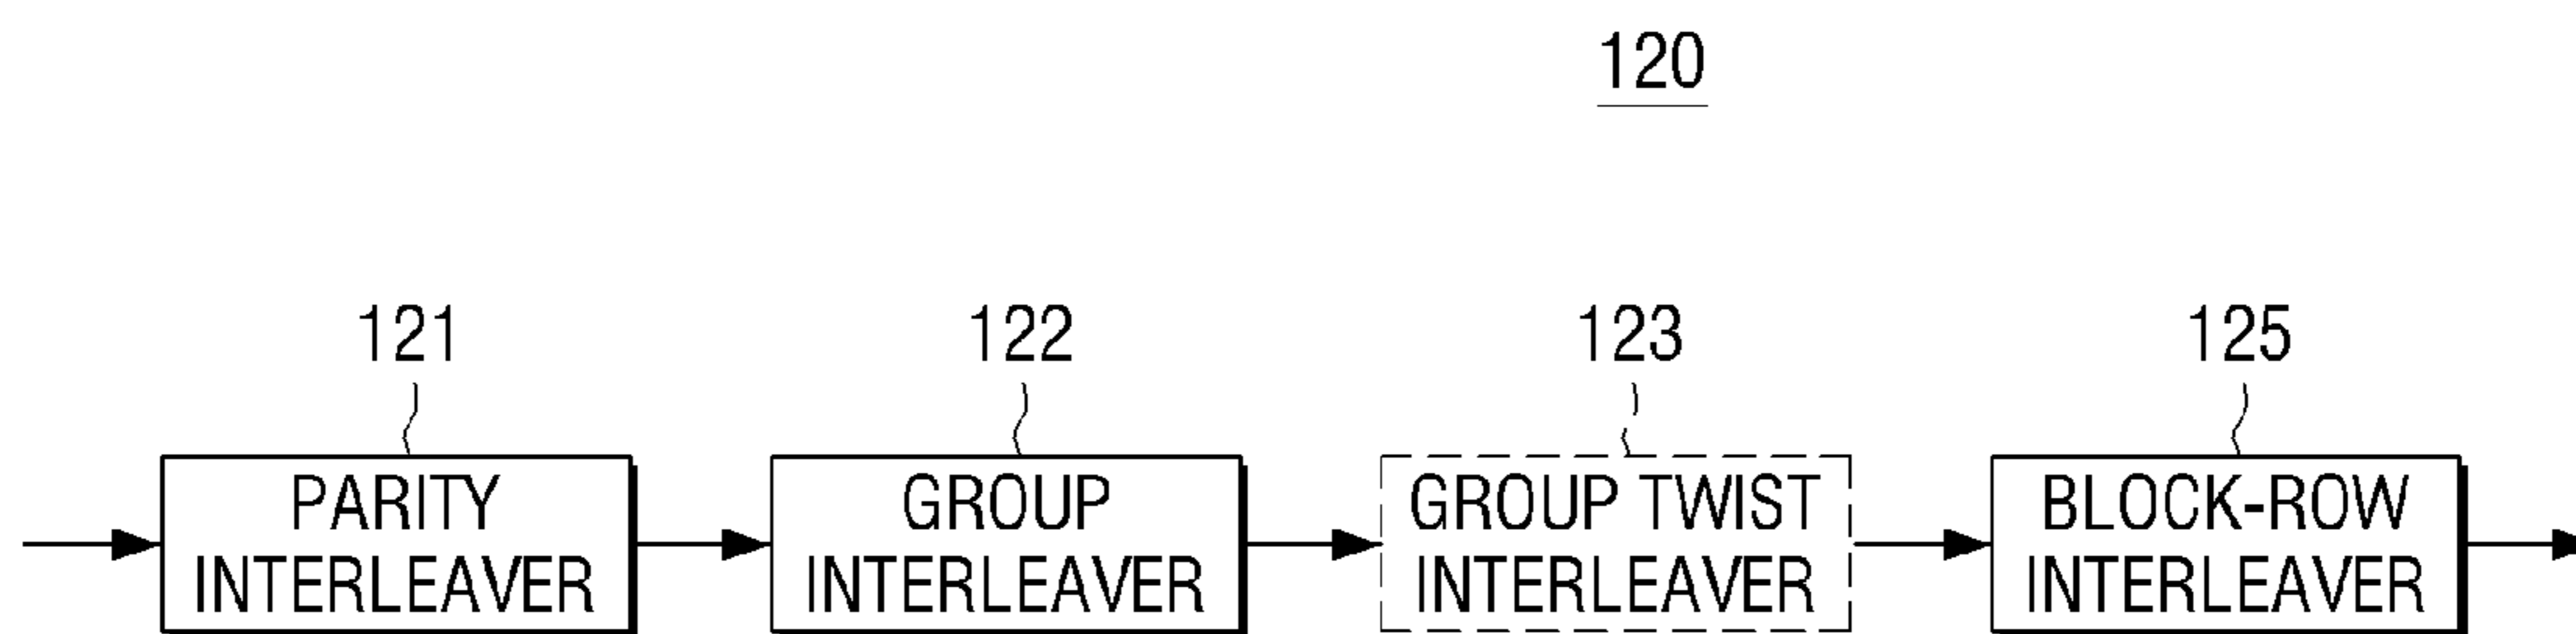 120
121
122
123
125
PARITY
INTERLEAVER
GROUP
INTERLEAVER
GROUP TWIST
INTERLEAVER
BLOCK-ROW
INTERLEAVER